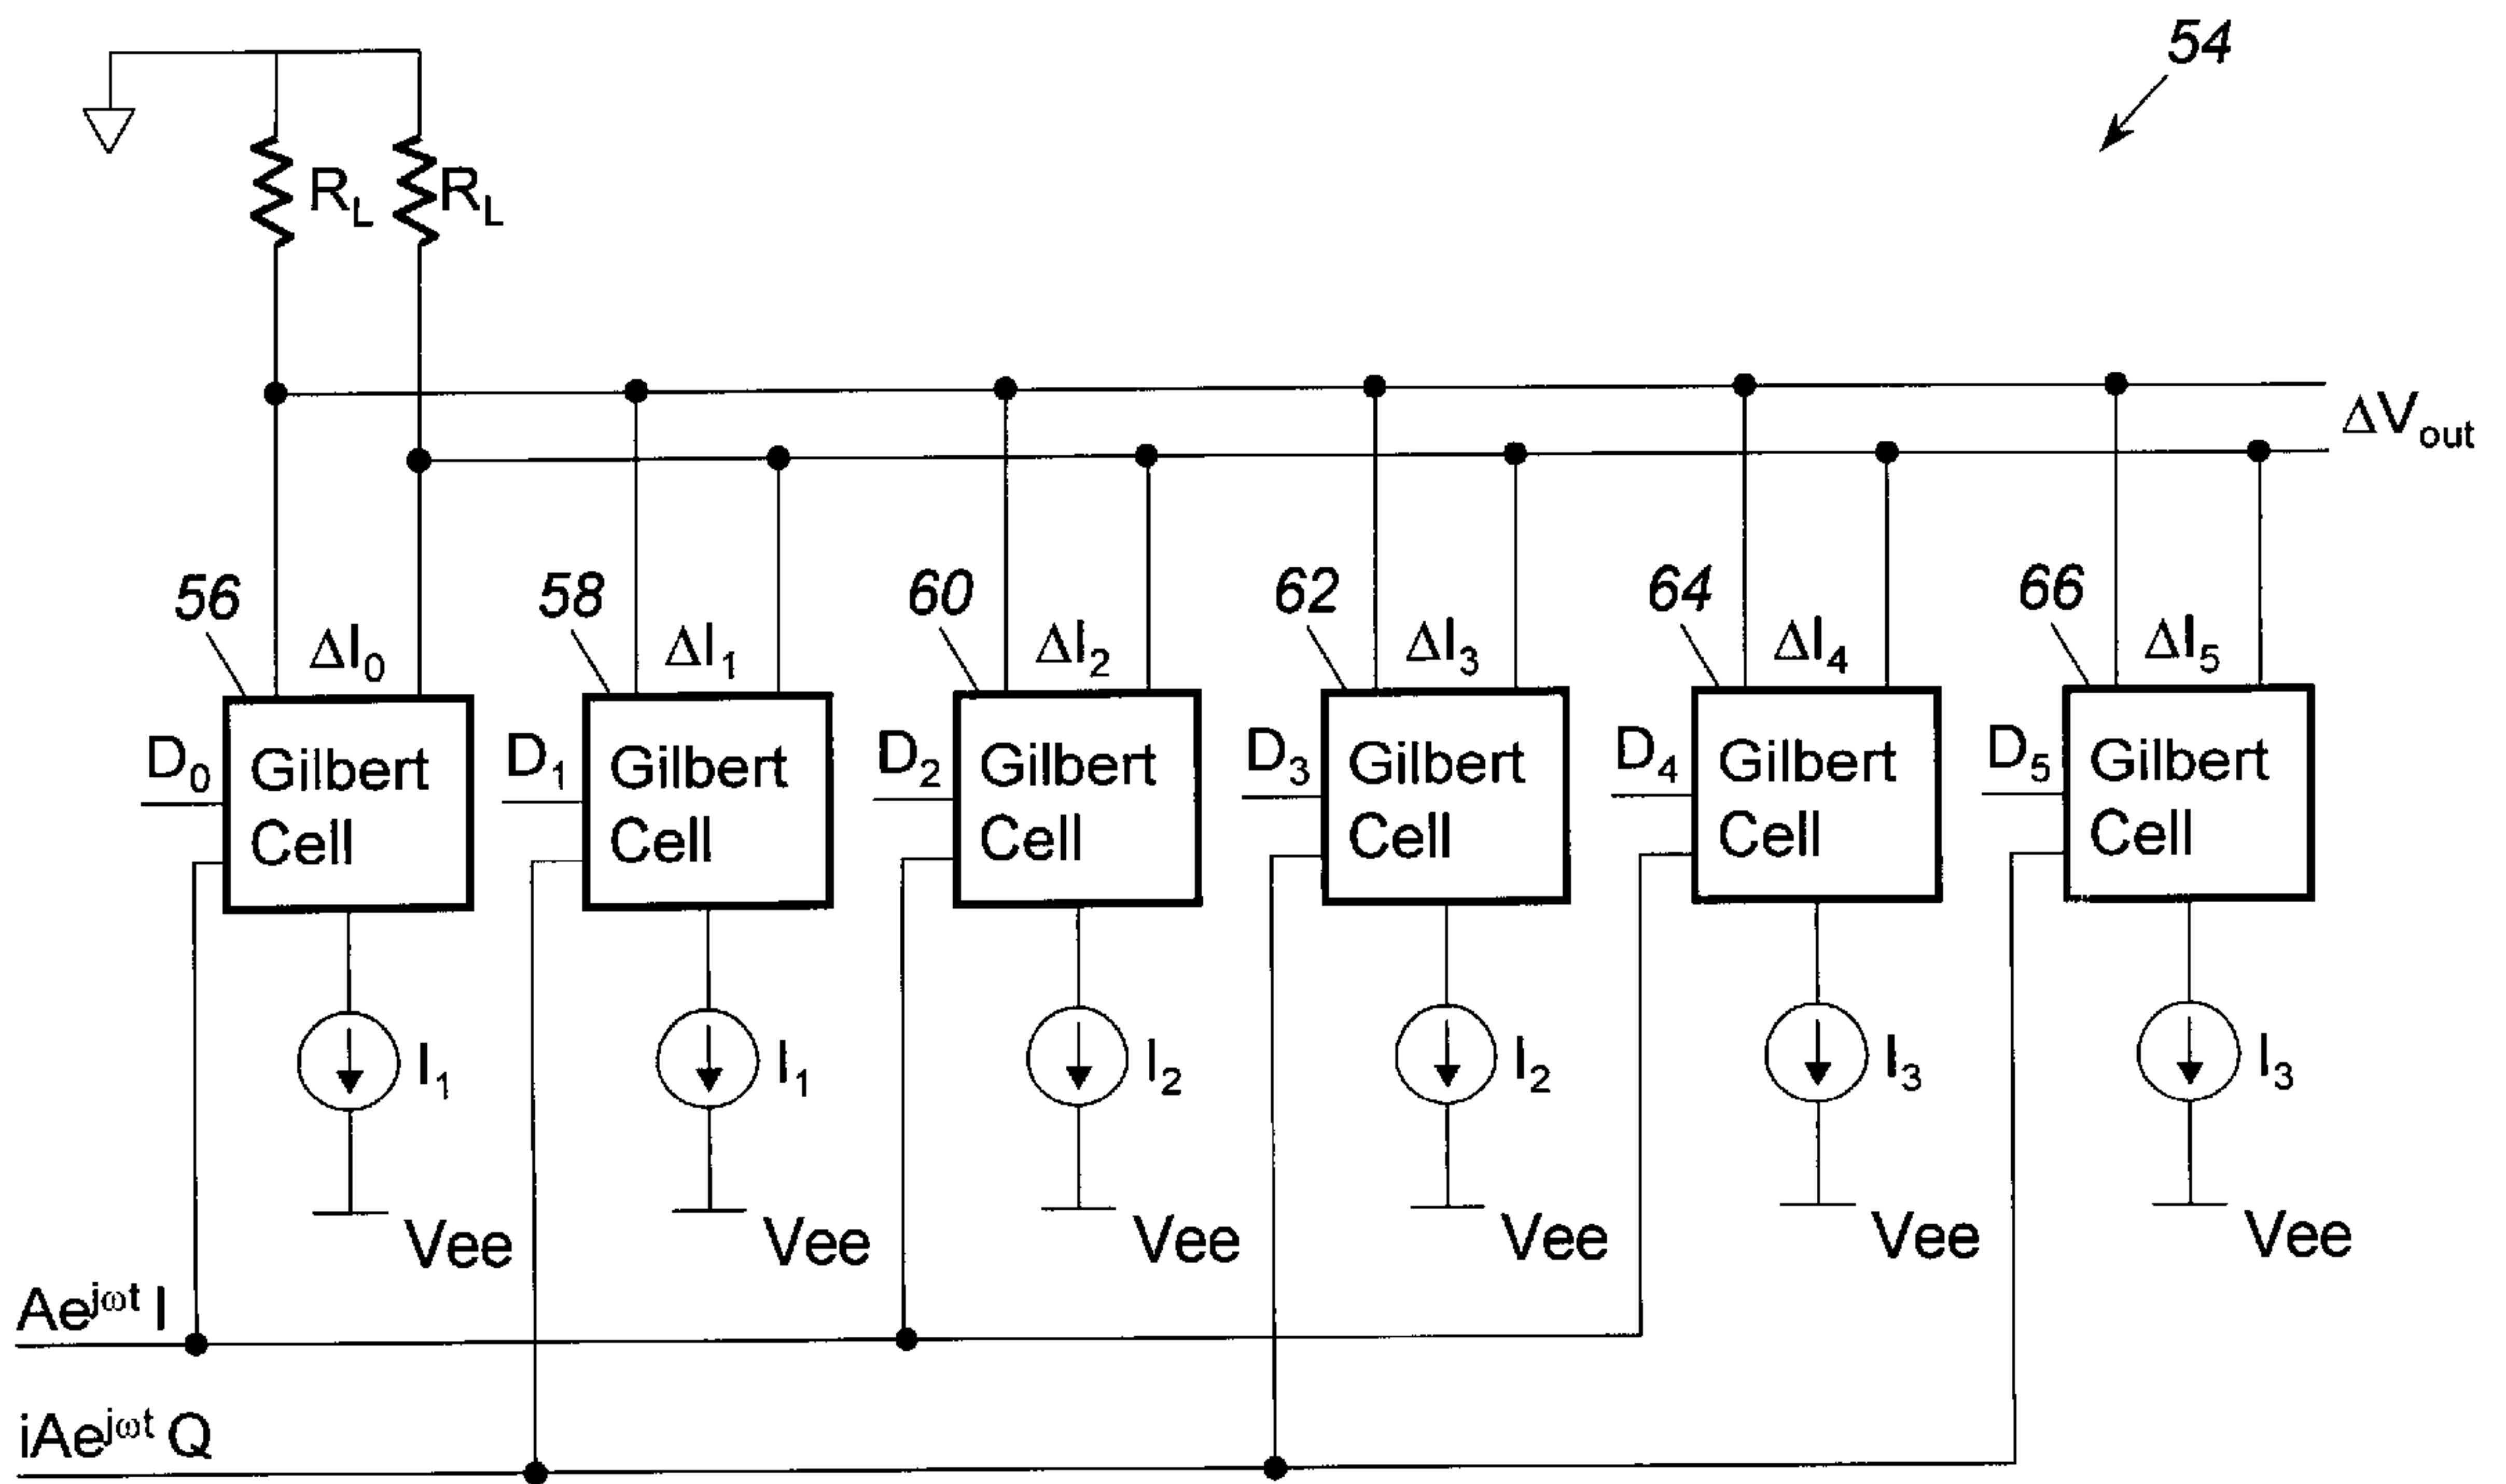 54
R_L R_L
ΔV_out
56 58 60 62 64 66
ΔI_0 ΔI_1 ΔI_2 ΔI_3 ΔI_4 ΔI_5
D_0 Gilbert Cell
D_1 Gilbert Cell
D_2 Gilbert Cell
D_3 Gilbert Cell
D_4 Gilbert Cell
D_5 Gilbert Cell
I_1 I_1 I_2 I_2 I_3 I_3
Vee Vee Vee Vee Vee Vee
Ae^jωt I
iAe^jωt Q